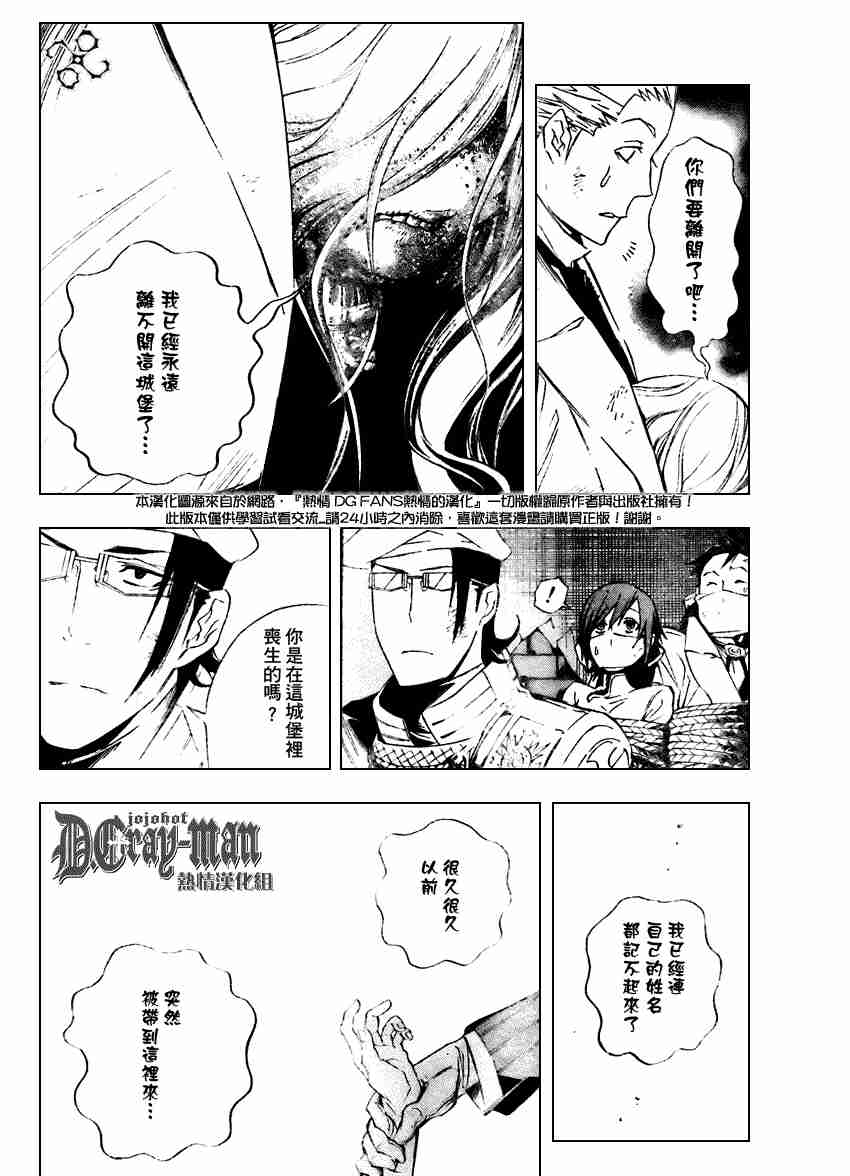 你們要離開了吧…
我已經永遠
離不開這城堡了…
本漢化圖源來自於網路，『熱情 DG FANS熱情的漢化』一切版權歸原作者與出版社擁有！
此版本僅供學習試看交流_請24小時之內消除，喜歡這套漫畫請購買正版！謝謝。
！
你是在這城堡裡
喪生的嗎？
我已經連
自己的姓名
都記不起來了
jojohot
D.Gray-man
熱情漢化組
很久很久
以前
突然
被帶到這裡來…